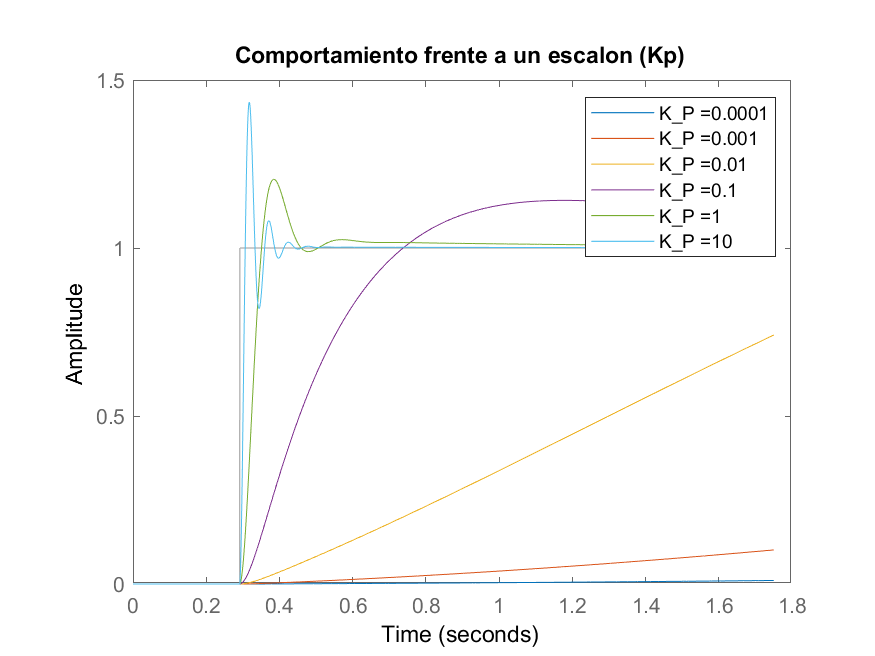 Comportamiento frente a un escalon (Kp)
1.5
1
0.5
0
Amplitude
K_P =0.0001
K_P =0.001
K_P =0.01
K_P =0.1
K_P =1
K_P =10
0 0.2 0.4 0.6 0.8 1 1.2 1.4 1.6 1.8
Time (seconds)